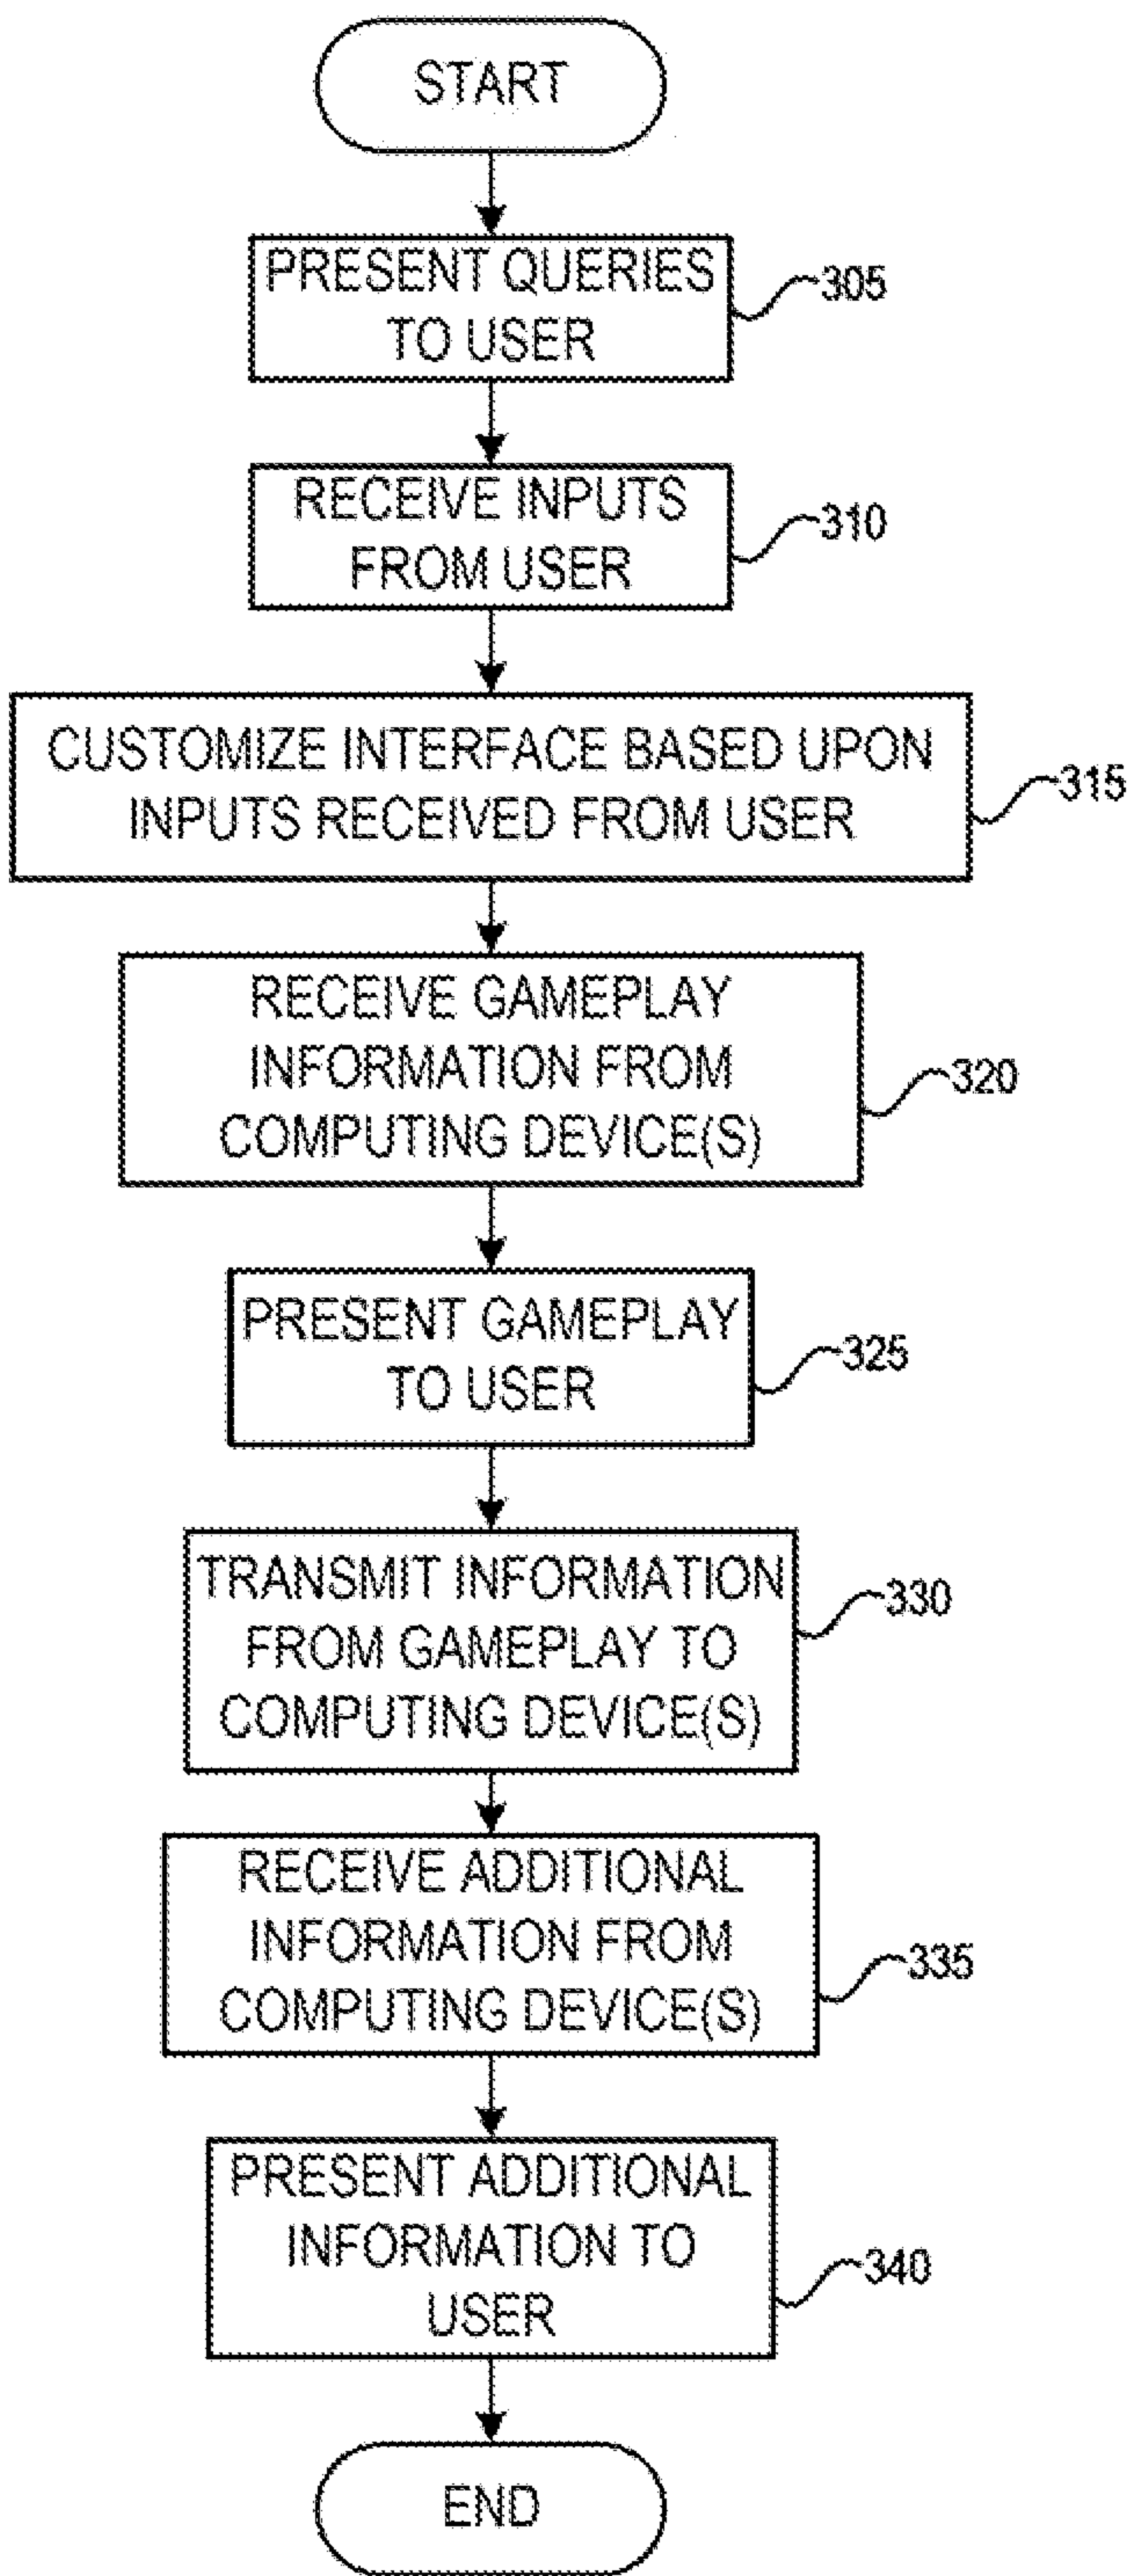 START
PRESENT QUERIES
TO USER
305
RECEIVE INPUTS
FROM USER
310
CUSTOMIZE INTERFACE BASED UPON
INPUTS RECEIVED FROM USER
315
RECEIVE GAMEPLAY
INFORMATION FROM
COMPUTING DEVICE(S)
320
PRESENT GAMEPLAY
TO USER
325
TRANSMIT INFORMATION
FROM GAMEPLAY TO
COMPUTING DEVICE(S)
330
RECEIVE ADDITIONAL
INFORMATION FROM
COMPUTING DEVICE(S)
335
PRESENT ADDITIONAL
INFORMATION TO
USER
340
END